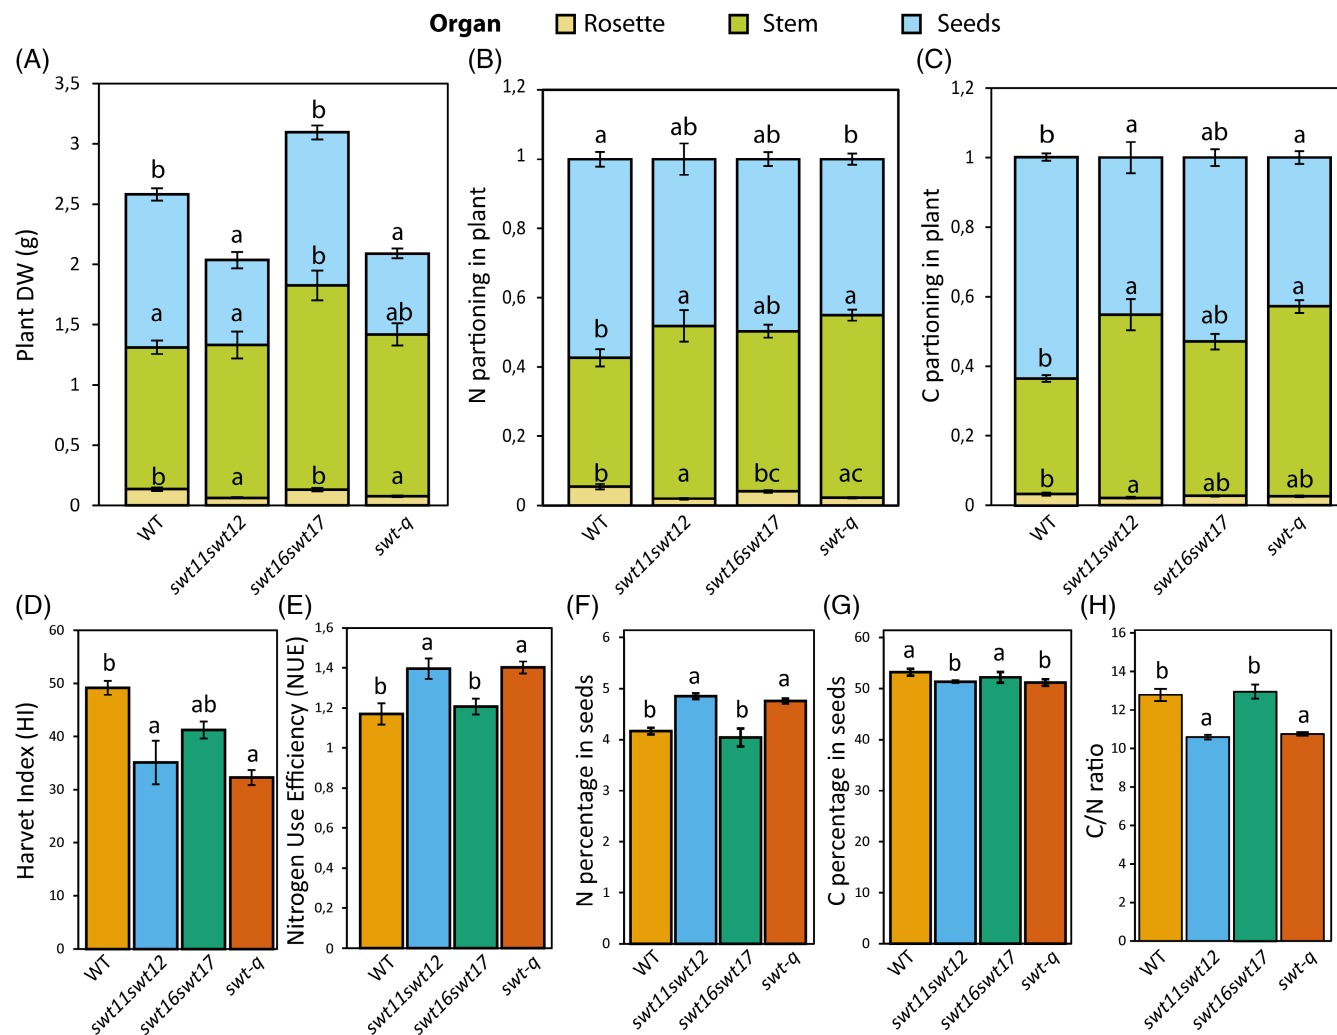 Organ Rosette Stem Seeds
(A)
Plant DW (g)
3,5
3
2,5
2
1,5
1
0,5
0
b a b a
a a b ab
b a b a
WT swt11swt12 swt16swt17 swt-q
(B)
N partioning in plant
1,2
1
0,8
0,6
0,4
0,2
0
a ab ab b
b a ab a
b a bc ac
WT swt11swt12 swt16swt17 swt-q
(C)
C partioning in plant
1,2
1
0,8
0,6
0,4
0,2
0
b a ab a
b a ab a
b a ab ab
WT swt11swt12 swt16swt17 swt-q
(D)
Harvet Index (HI)
60
50
40
30
20
10
0
b a ab a
WT swt11swt12 swt16swt17 swt-q
(E)
Nitrogen Use Efficiency (NUE)
1,6
1,4
1,2
1
0,8
0,6
0,4
0,2
0
b a b a
WT swt11swt12 swt16swt17 swt-q
(F)
N percentage in seeds
6
5
4
3
2
1
0
b a b a
WT swt11swt12 swt16swt17 swt-q
(G)
C percentage in seeds
60
50
40
30
20
10
0
a b a b
WT swt11swt12 swt16swt17 swt-q
(H)
C/N ratio
16
14
12
10
8
6
4
2
0
b a b a
WT swt11swt12 swt16swt17 swt-q